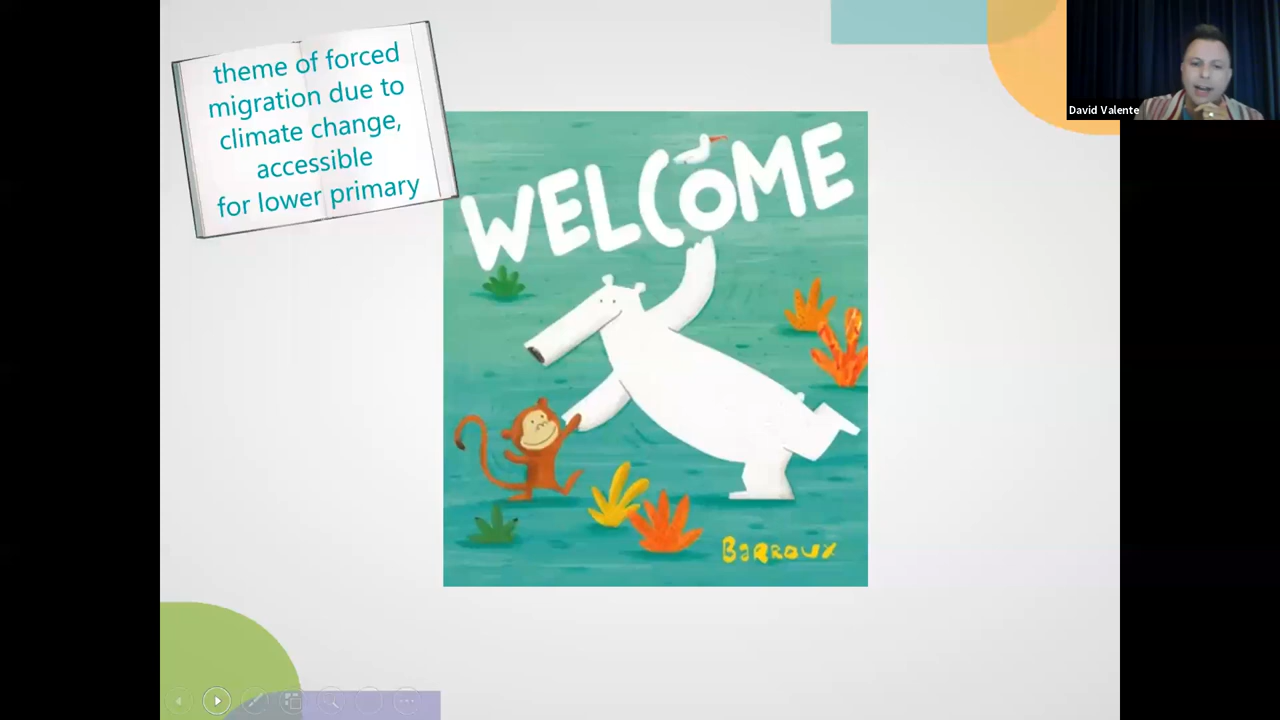 theme of forced
migration due to
climate change,
accessible
for lower primary
WELCOME
BARROUX
David Valente